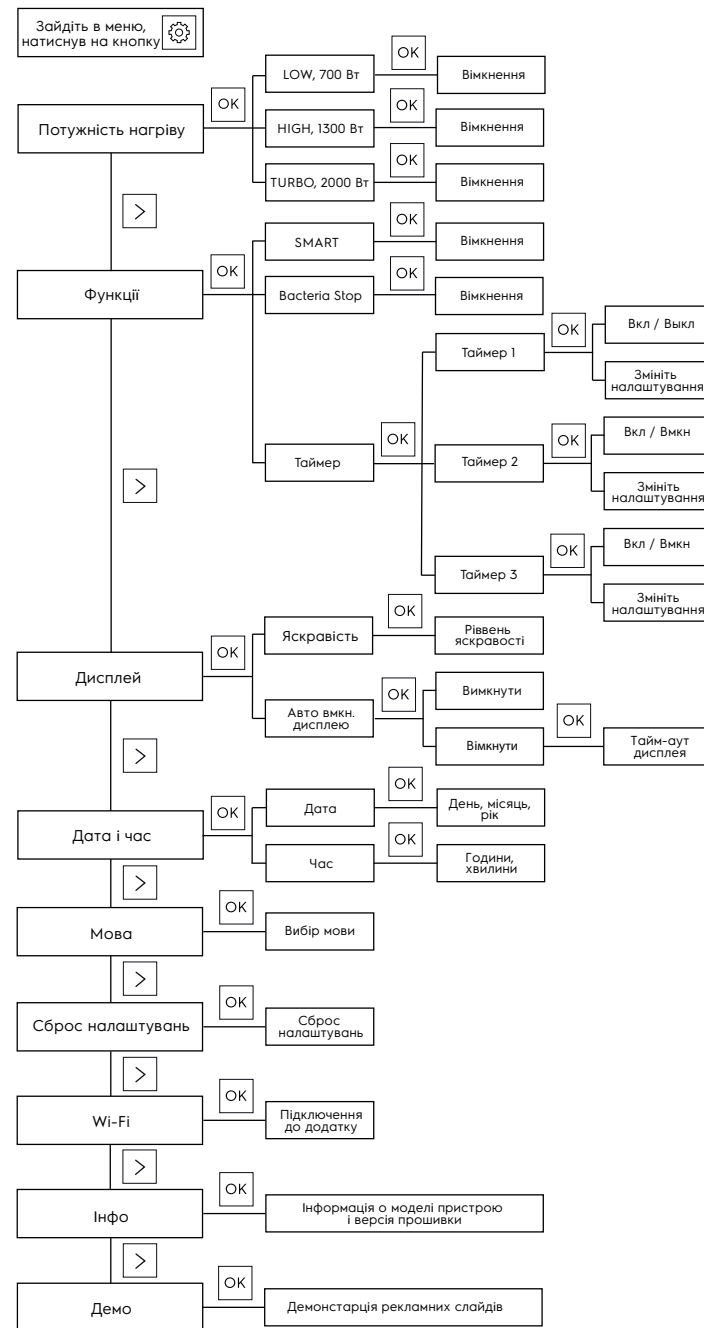 Зайдіть в меню,
натиснув на кнопку
OK
LOW, 700 Вт
OK
Вімкнення
Потужність нагріву
HIGH, 1300 Вт
OK
Вімкнення
TURBO, 2000 Вт
OK
Вімкнення
>
Функції
OK
SMART
OK
Вімкнення
Bacteria Stop
OK
Вімкнення
Таймер
OK
Таймер 1
OK
Вкл / Выкл
Змініть
налаштування
Таймер 2
OK
Вкл / Вмкн
Змініть
налаштування
Таймер 3
OK
Вкл / Вмкн
Змініть
налаштування
>
Дисплей
OK
Яскравість
OK
Ріввень
яскравості
Авто вмкн.
дисплею
OK
Вимкнути
Вімкнути
OK
Тайм-аут
дисплея
>
Дата і час
OK
Дата
OK
День, місяць,
рік
Час
OK
Години,
хвилини
>
Мова
OK
Вибір мови
>
Сброс налаштувань
OK
Сброс
налаштувань
>
Wi-Fi
OK
Підключення
до додатку
>
Інфо
OK
Інформація о моделі пристрою
і версія прошивки
>
Демо
OK
Демонстарція рекламних слайдів